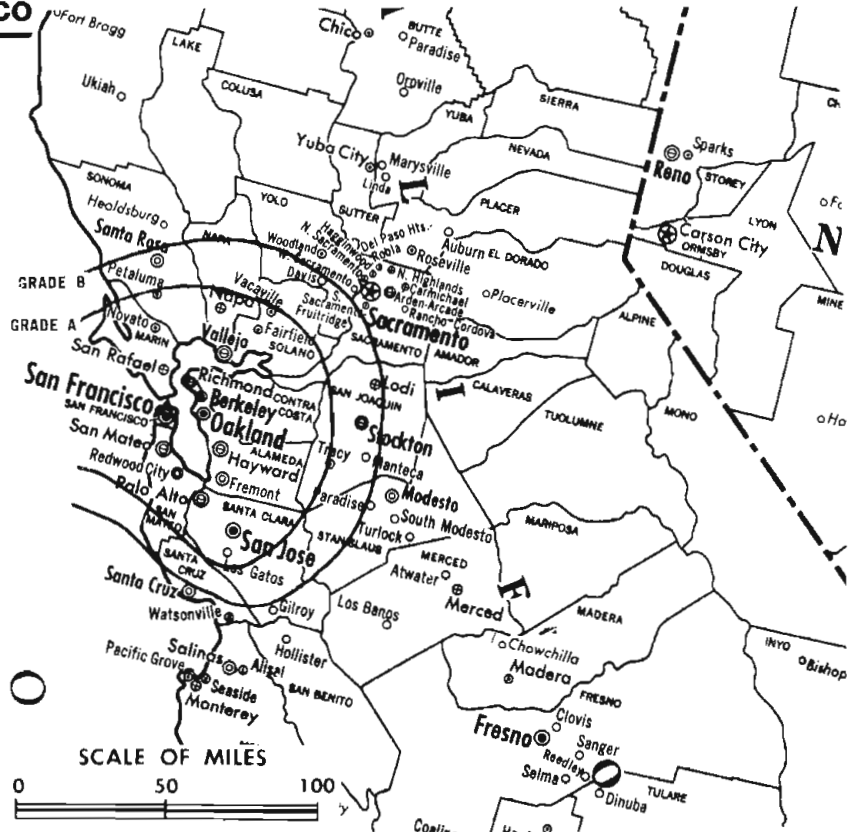 CO
Fort Bragg
BUTTE
Chico
Paradise
LAKE
Ukiah
COLUSA
Oroville
SIERRA
YUBA
Yuba City
Marysville
Linda
NEVADA
Sparks
Reno
STOREY
SONOMA
YOLO
SUTTER
PLACER
LYON
Healdsburg
Santa Rosa
NAPA
Woodland
Hagginwood
N. Sacramento
Del Paso Hts.
Robla
Auburn
EL DORADO
Carson City
ORMSBY
N
Roseville
DOUGLAS
W. Sacramento
N. Highlands
Davis
Carmichael
GRADE B
Petaluma
Vacaville
S. Sacramento
Arden-Arcade
Placerville
MINE
Napa
Fruitridge
Rancho-Cordova
GRADE A
Novato
MARIN
Fairfield
Sacramento
ALPINE
Vallejo
SOLANO
SACRAMENTO
AMADOR
San Rafael
San Francisco
Richmond
CONTRA COSTA
SAN JOAQUIN
Lodi
CALAVERAS
SAN FRANCISCO
Berkeley
TUOLUMNE
MONO
Oakland
Stockton
San Mateo
ALAMEDA
Tracy
Hayward
Manteca
Redwood City
Fremont
Palo Alto
Paradise
Modesto
SANTA CLARA
South Modesto
MARIPOSA
SAN MATEO
San Jose
STANISLAUS
Turlock
SANTA CRUZ
Los Gatos
MERCED
Atwater
Santa Cruz
Merced
Watsonville
Gilroy
Los Banos
MADERA
Hollister
Chowchilla
INYO
Bishop
Salinas
Alisal
Pacific Grove
Seaside
Madera
SAN BENITO
Monterey
FRESNO
O
Clovis
Fresno
Sanger
SCALE OF MILES
Reedley
Selma
0 50 100
TULARE
Dinuba